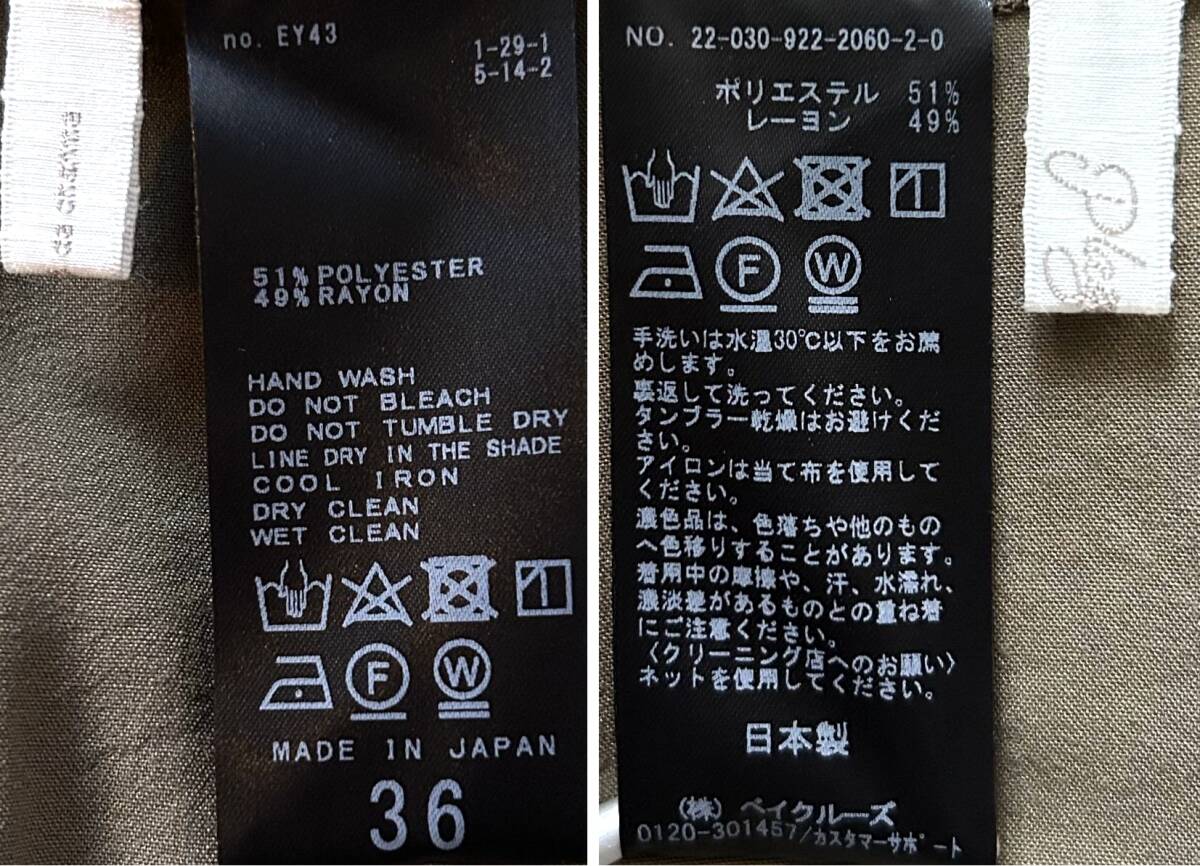 no. EY43
1-29-1
5-14-2
51% POLYESTER
49% RAYON
HAND WASH
DO NOT BLEACH
DO NOT TUMBLE DRY
LINE DRY IN THE SHADE
COOL IRON
DRY CLEAN
WET CLEAN
F W
MADE IN JAPAN
36
NO. 22-030-922-2060-2-0
ポリエステル 51%
レーヨン 49%
F W
手洗いは水温30℃以下をお薦
めします。
裏返して洗ってください。
タンブラー乾燥はお避けくだ
さい。
アイロンは当て布を使用して
ください。
濃色品は、色落ちや他のもの
へ色移りすることがあります。
着用中の摩擦や、汗、水濡れ、
濃淡差があるものとの重ね着
にご注意ください。
〈クリーニング店へのお願い〉
ネットを使用してください。
日本製
(株) ベイクルーズ
0120-301457/カスタマーサポート